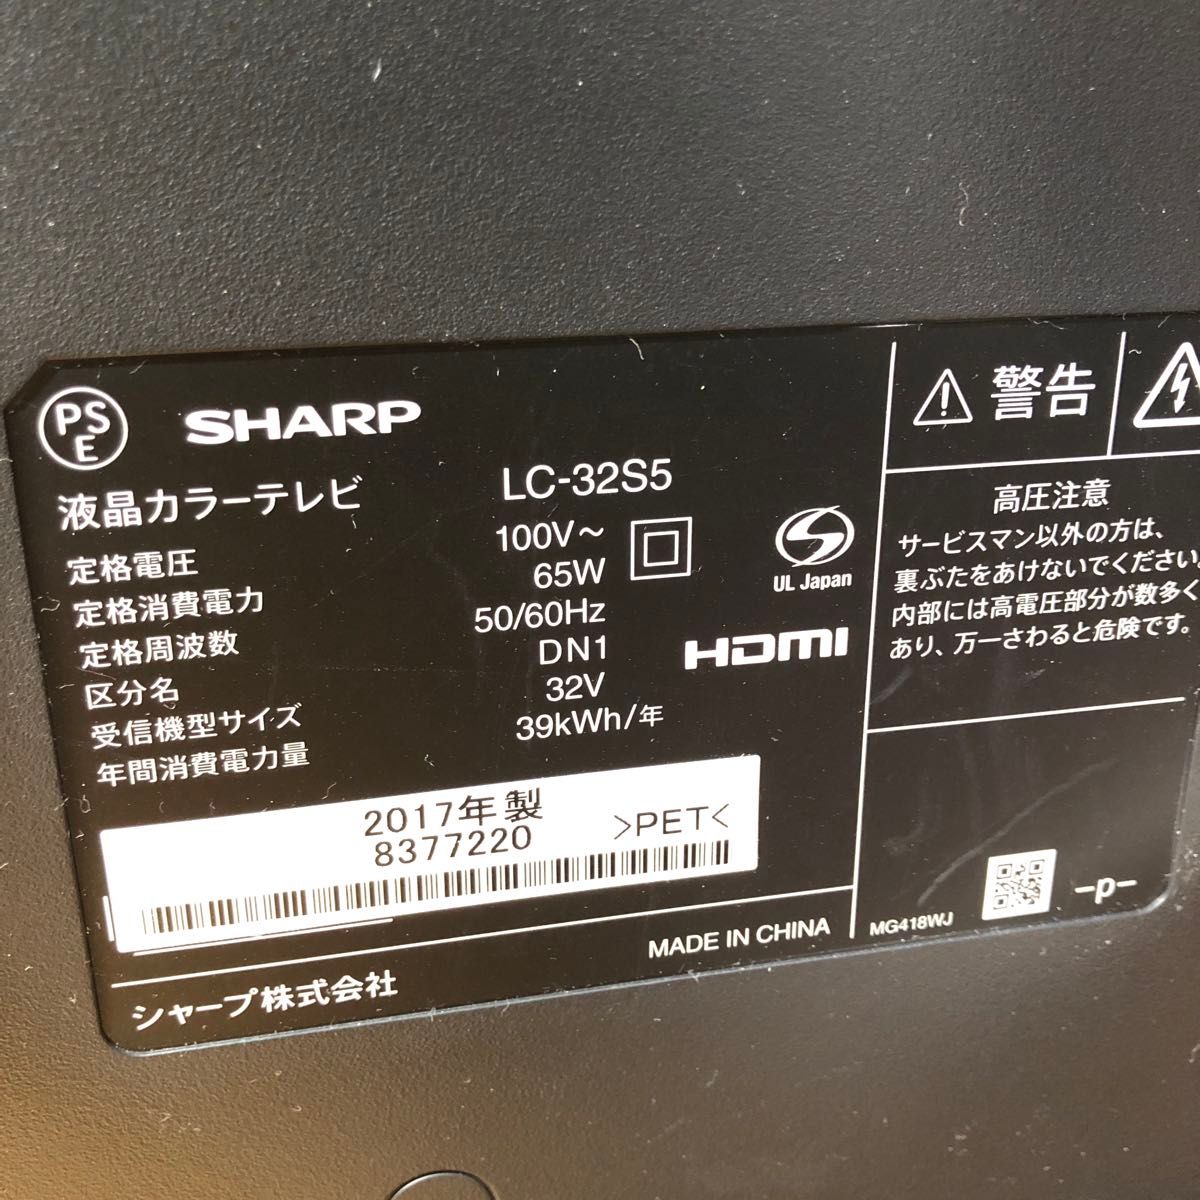 PS
E
SHARP
液晶カラーテレビ LC-32S5
定格電圧 100V～
定格消費電力 65W
定格周波数 50/60Hz
区分名 DN1
受信機型サイズ 32V
年間消費電力量 39kWh/年
UL Japan
HDMI
2017年製
8377220
>PET<
MADE IN CHINA
シャープ株式会社
警告
高圧注意
サービスマン以外の方は、
裏ぶたをあけないでください。
内部には高電圧部分が数多く
あり、万一さわると危険です。
MG418WJ
-p-